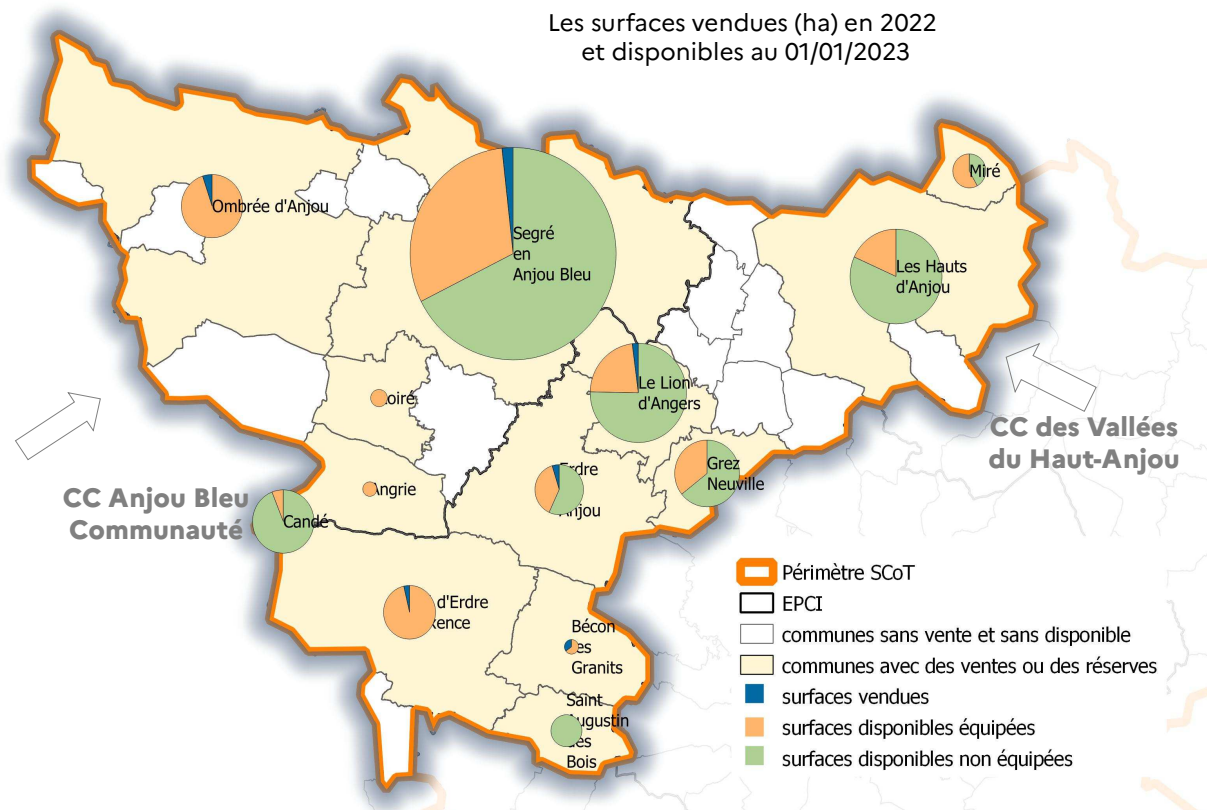 Les surfaces vendues (ha) en 2022
et disponibles au 01/01/2023
Miré
Ombrée d'Anjou
Segré
en
Anjou Bleu
Les Hauts
d'Anjou
Le Lion
d'Angers
CC des Vallées
du Haut-Anjou
Grez
Neuville
Erdre
Anjou
Angrie
CC Anjou Bleu
Communauté
Candé
d'Erdre
Bécon
Granits
Saint
Augustin
Bois
Périmètre SCoT
EPCI
communes sans vente et sans disponible
communes avec des ventes ou des réserves
surfaces vendues
surfaces disponibles équipées
surfaces disponibles non équipées